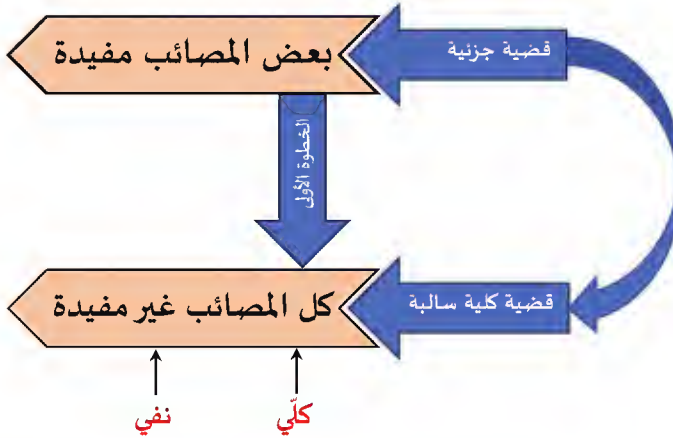 قضية جزئية
بعض المصائب مفيدة
الخطوة الأولى
قضية كلية سالبة
كل المصائب غير مفيدة
كلّي
نفي